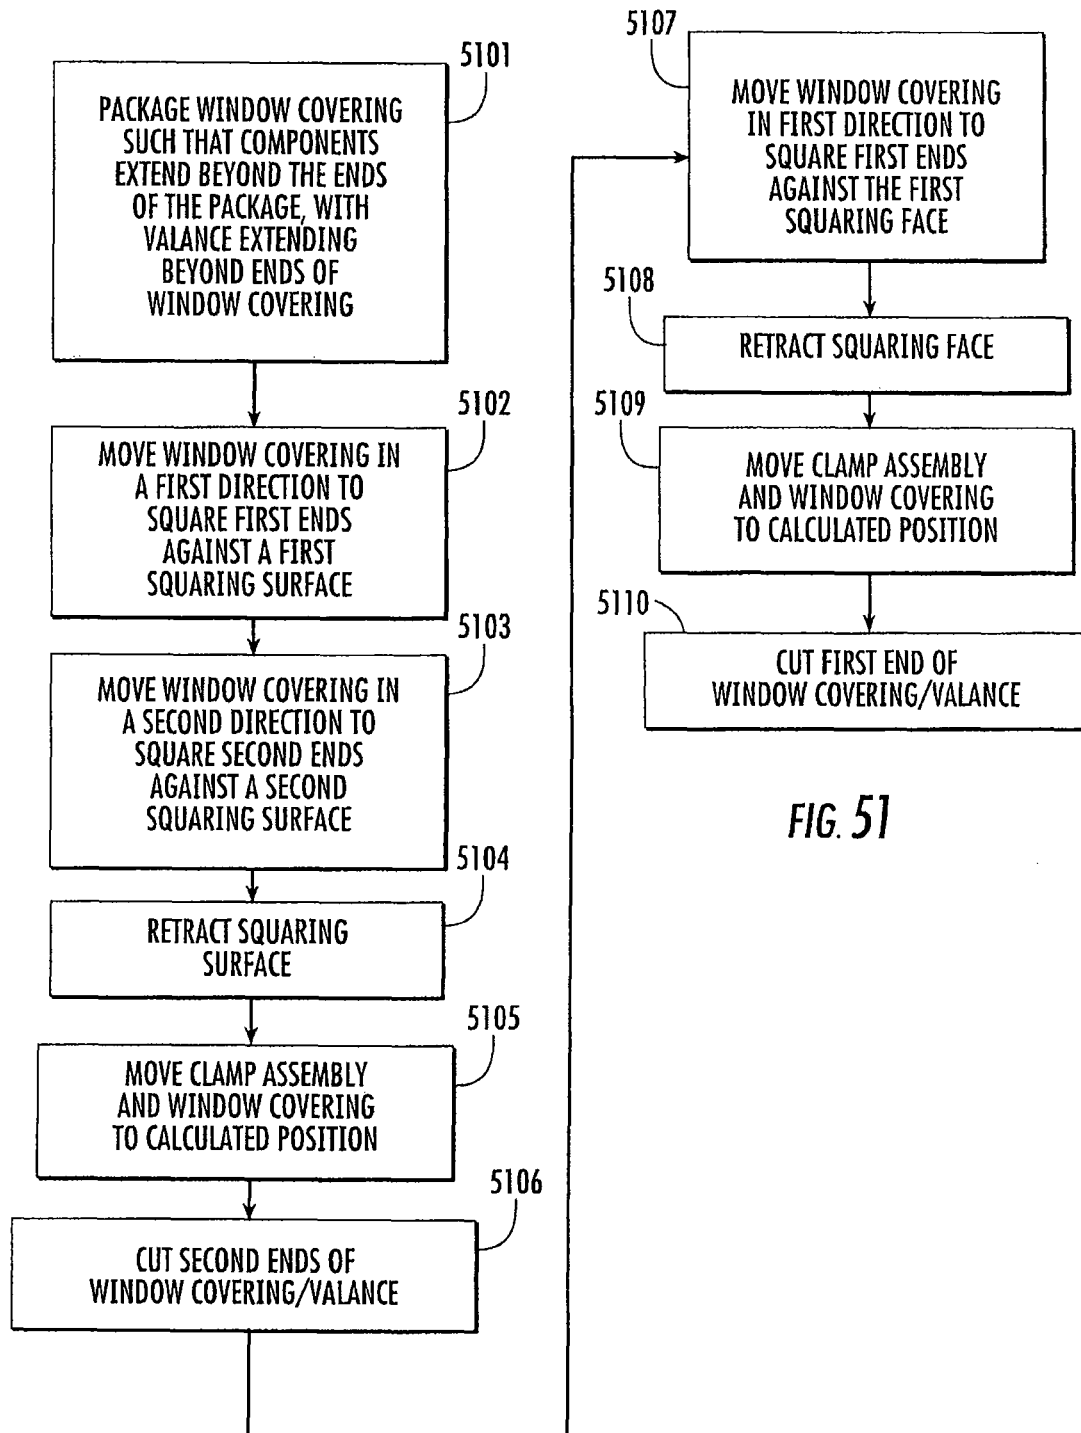 5101
PACKAGE WINDOW COVERING
SUCH THAT COMPONENTS
EXTEND BEYOND THE ENDS
OF THE PACKAGE, WITH
VALANCE EXTENDING
BEYOND ENDS OF
WINDOW COVERING
5102
MOVE WINDOW COVERING IN
A FIRST DIRECTION TO
SQUARE FIRST ENDS
AGAINST A FIRST
SQUARING SURFACE
5103
MOVE WINDOW COVERING IN
A SECOND DIRECTION TO
SQUARE SECOND ENDS
AGAINST A SECOND
SQUARING SURFACE
5104
RETRACT SQUARING
SURFACE
5105
MOVE CLAMP ASSEMBLY
AND WINDOW COVERING
TO CALCULATED POSITION
5106
CUT SECOND ENDS OF
WINDOW COVERING/VALANCE
5107
MOVE WINDOW COVERING
IN FIRST DIRECTION TO
SQUARE FIRST ENDS
AGAINST THE FIRST
SQUARING FACE
5108
RETRACT SQUARING FACE
5109
MOVE CLAMP ASSEMBLY
AND WINDOW COVERING
TO CALCULATED POSITION
5110
CUT FIRST END OF
WINDOW COVERING/VALANCE
FIG. 51